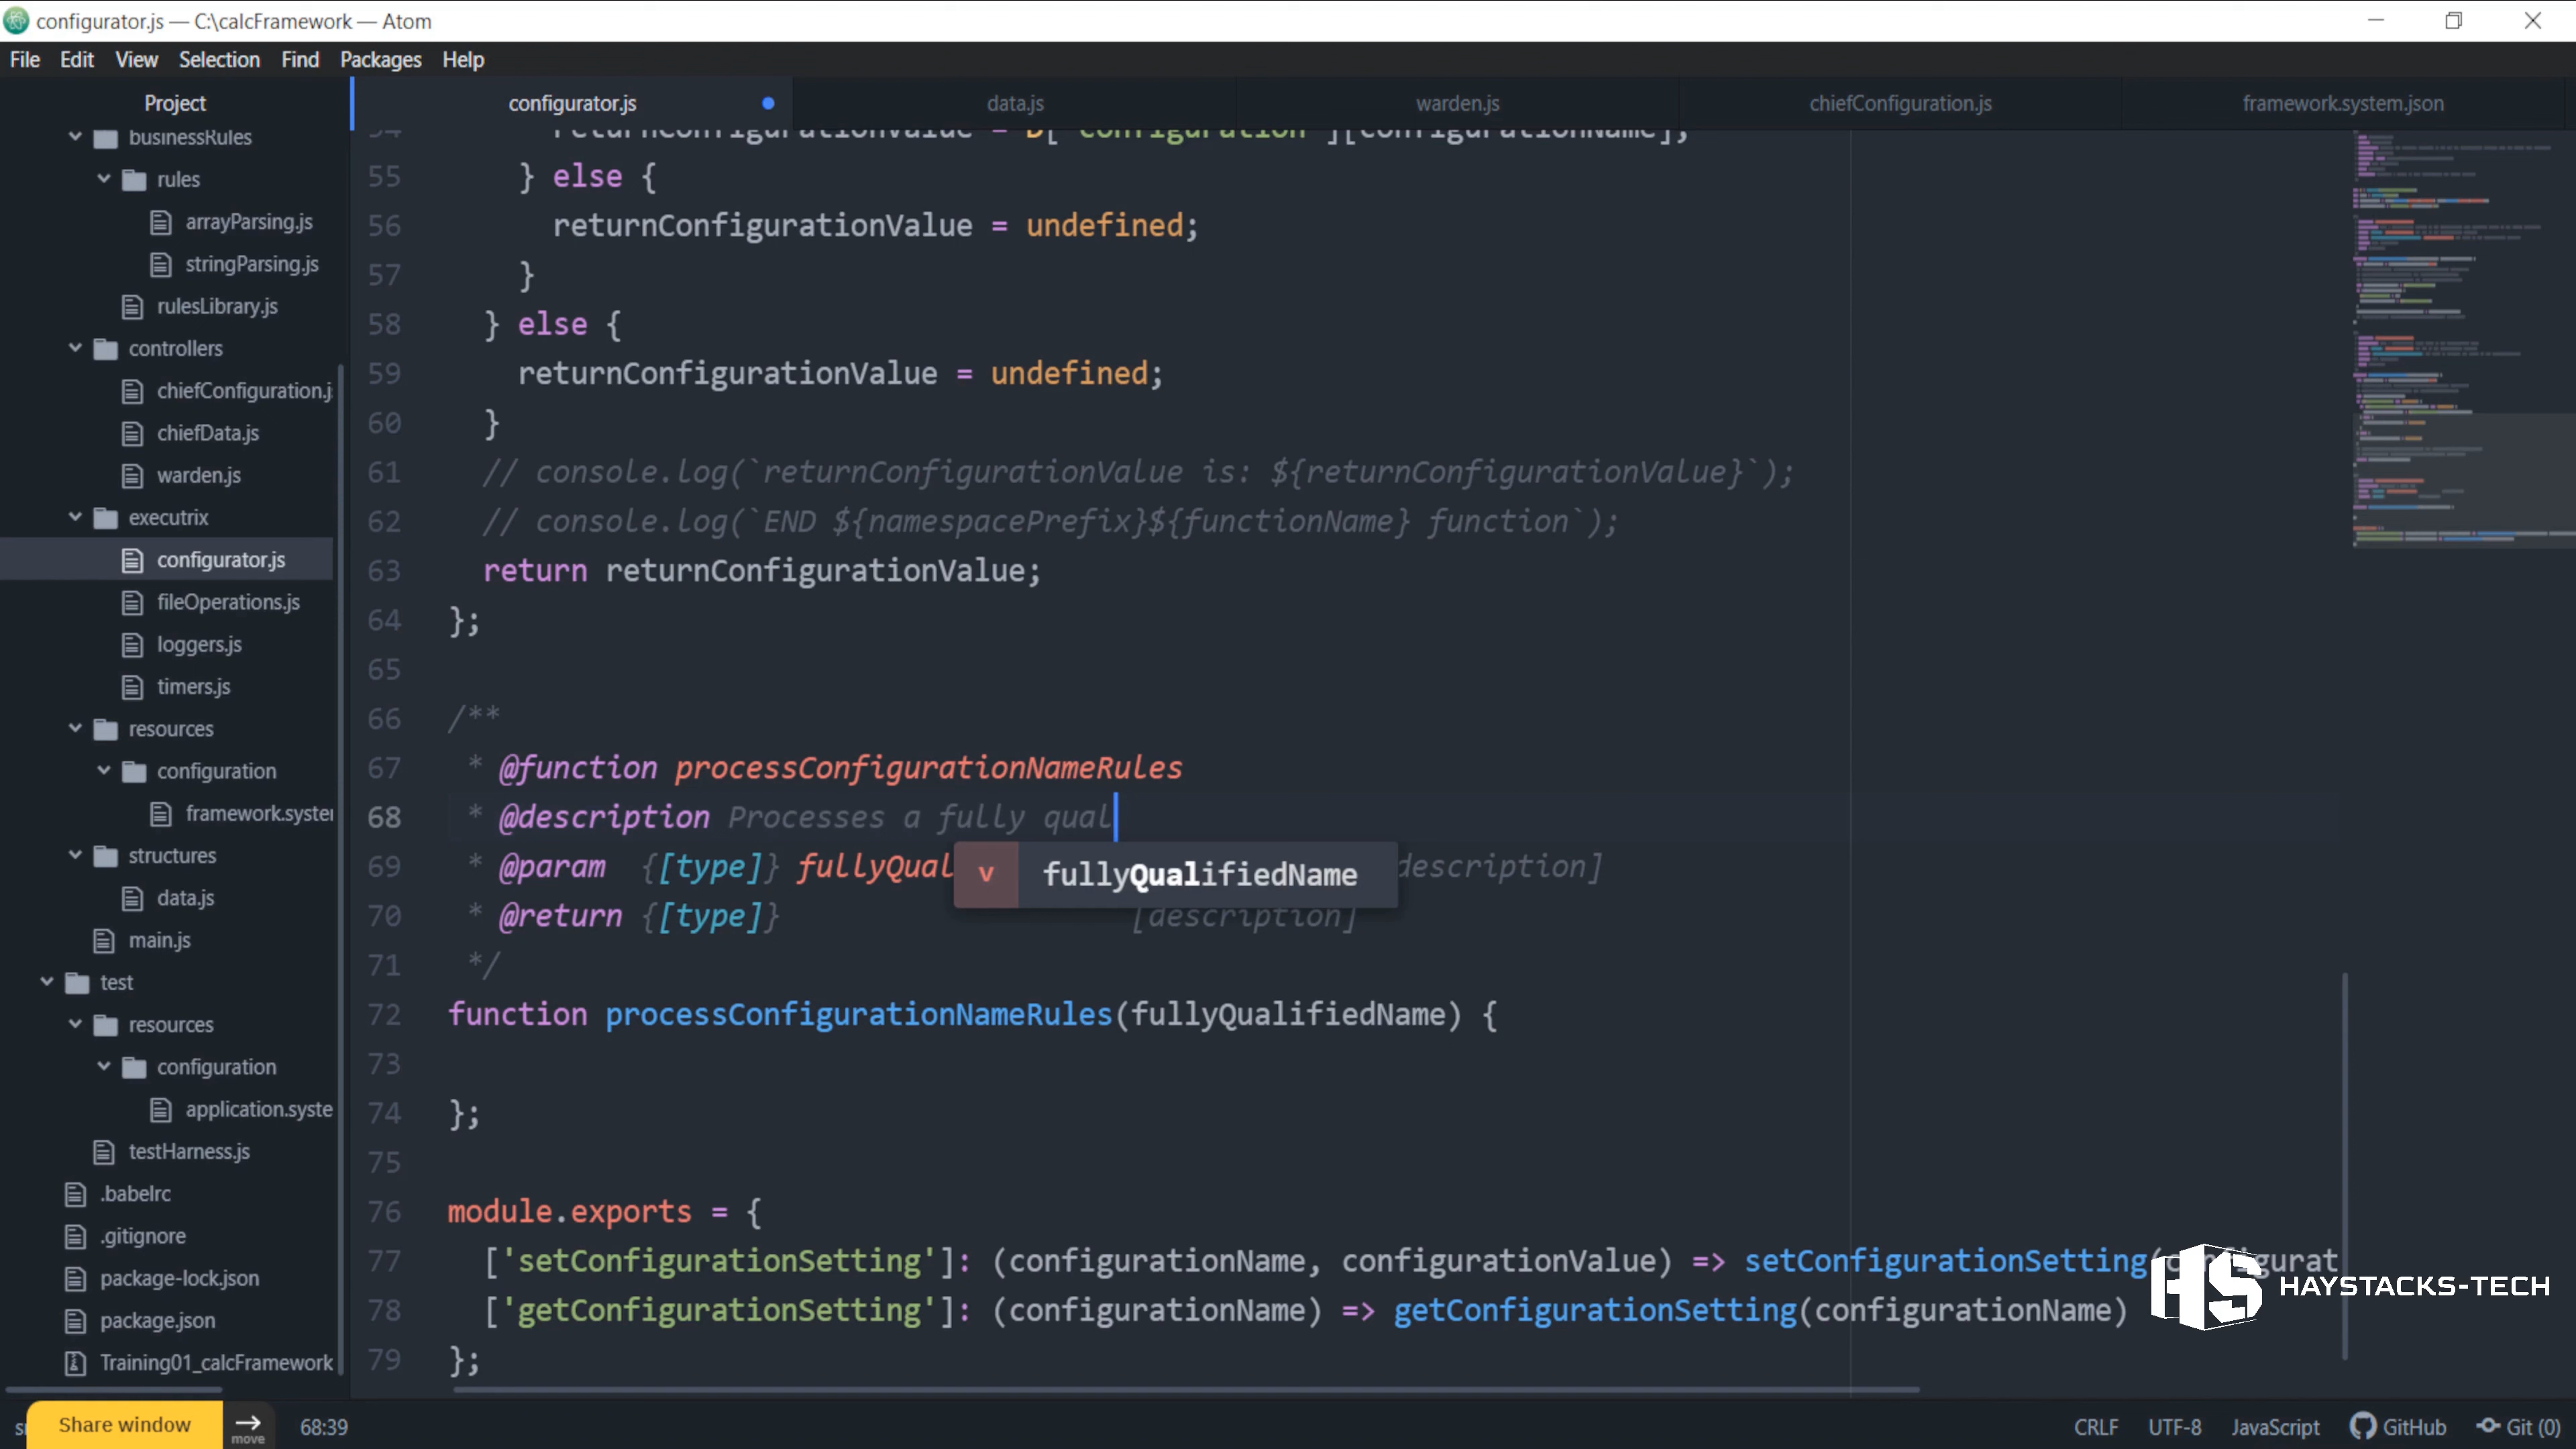 configurator.js — C:\calcFramework — Atom
File Edit View Selection Find Packages Help
Project
businessRules
rules
arrayParsing.js
stringParsing.js
rulesLibrary.js
controllers
chiefConfiguration.j
chiefData.js
warden.js
executrix
configurator.js
fileOperations.js
loggers.js
timers.js
resources
configuration
framework.syster
structures
data.js
main.js
test
resources
configuration
application.syste
testHarness.js
.babelrc
.gitignore
package-lock.json
package.json
Training01_calcFramework
configurator.js data.js warden.js chiefConfiguration.js framework.system.json
54 returnConfigurationValue = D['configuration'][configurationName];
55 } else {
56 returnConfigurationValue = undefined;
57 }
58 } else {
59 returnConfigurationValue = undefined;
60 }
61 // console.log(`returnConfigurationValue is: ${returnConfigurationValue}`);
62 // console.log(`END ${namespacePrefix}${functionName} function`);
63 return returnConfigurationValue;
64 };
65
66 /**
67 * @function processConfigurationNameRules
68 * @description Processes a fully qual
69 * @param {[type]} fullyQual description]
v fullyQualifiedName
70 * @return {[type]} [description]
71 */
72 function processConfigurationNameRules(fullyQualifiedName) {
73
74 };
75
76 module.exports = {
77 ['setConfigurationSetting']: (configurationName, configurationValue) => setConfigurationSetting(configurat
78 ['getConfigurationSetting']: (configurationName) => getConfigurationSetting(configurationName)
79 };
HS HAYSTACKS-TECH
Share window
move
68:39
CRLF UTF-8 JavaScript GitHub Git (0)